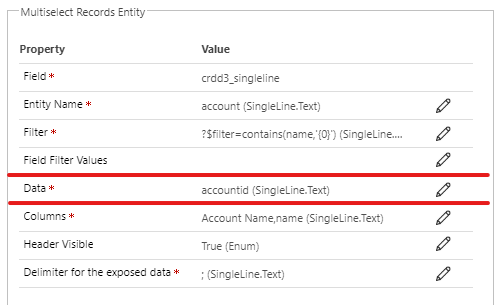 Multiselect Records Entity
Property Value
Field * crdd3_singleline
Entity Name * account (SingleLine.Text)
Filter * ?$filter=contains(name,'{0}') (SingleLine....
Field Filter Values
Data * accountid (SingleLine.Text)
Columns * Account Name,name (SingleLine.Text)
Header Visible True (Enum)
Delimiter for the exposed data * ; (SingleLine.Text)